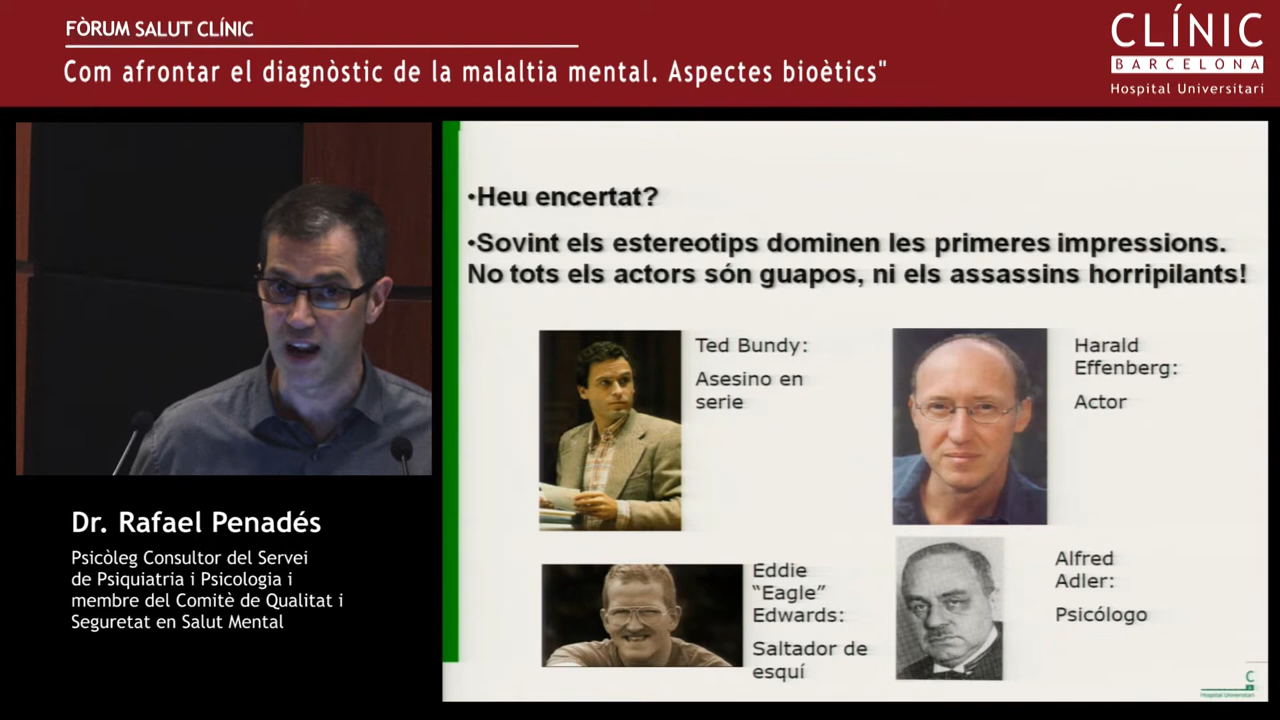 FÒRUM SALUT CLÍNIC
Com afrontar el diagnòstic de la malaltia mental. Aspectes bioètics"
CLÍNIC
BARCELONA
Hospital Universitari
•Heu encertat?
•Sovint els estereotips dominen les primeres impressions.
No tots els actors són guapos, ni els assassins horripilants!
Ted Bundy:
Asesino en
serie
Harald
Effenberg:
Actor
Eddie
“Eagle”
Edwards:
Saltador de
esquí
Alfred
Adler:
Psicólogo
Dr. Rafael Penadés
Psicòleg Consultor del Servei
de Psiquiatria i Psicologia i
membre del Comitè de Qualitat i
Seguretat en Salut Mental
C
Hospital Universitari